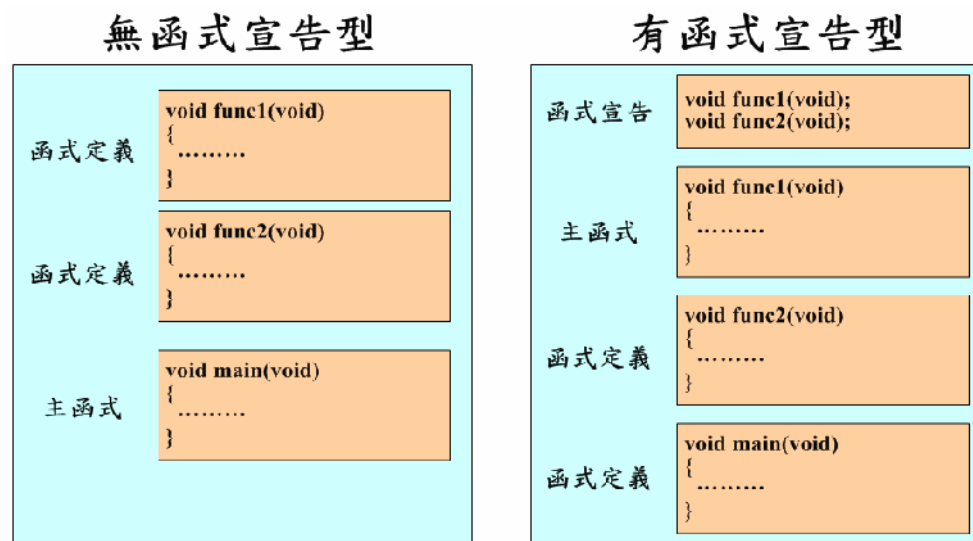 無函式宣告型
函式定義
void func1(void)
{
………
}
函式定義
void func2(void)
{
………
}
主函式
void main(void)
{
………
}
有函式宣告型
函式宣告
void func1(void);
void func2(void);
主函式
void func1(void)
{
………
}
函式定義
void func2(void)
{
………
}
函式定義
void main(void)
{
………
}